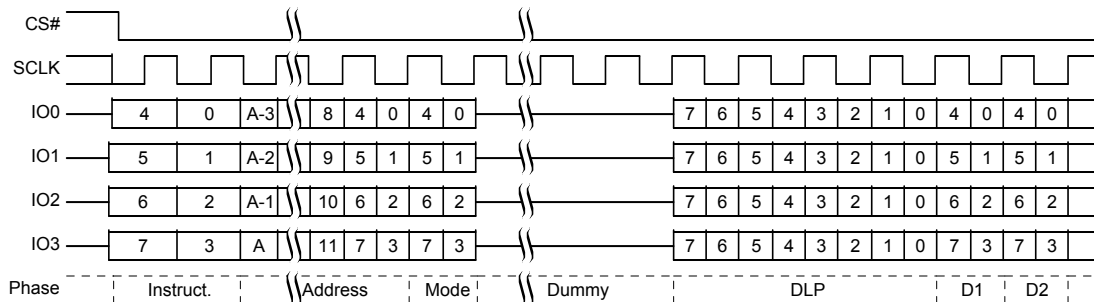 CS#
SCLK
IO0 4 0 A-3 8 4 0 4 0 7 6 5 4 3 2 1 0 4 0 4 0
IO1 5 1 A-2 9 5 1 5 1 7 6 5 4 3 2 1 0 5 1 5 1
IO2 6 2 A-1 10 6 2 6 2 7 6 5 4 3 2 1 0 6 2 6 2
IO3 7 3 A 11 7 3 7 3 7 6 5 4 3 2 1 0 7 3 7 3
Phase Instruct. Address Mode Dummy DLP D1 D2